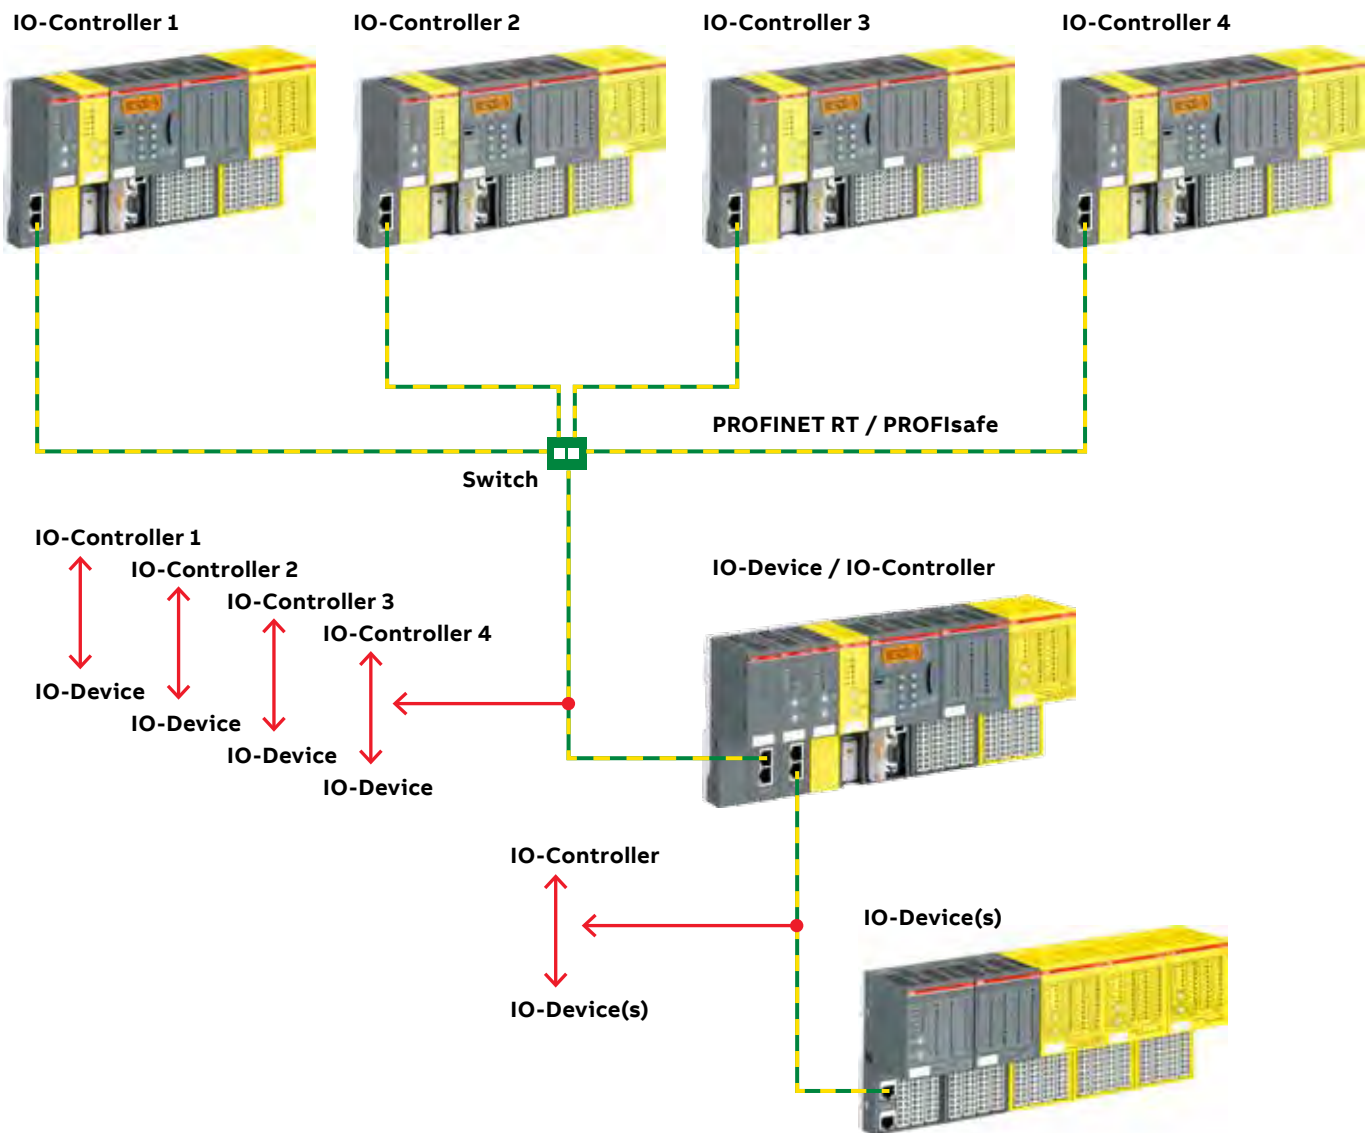 IO-Controller 1
IO-Controller 2
IO-Controller 3
IO-Controller 4
PROFINET RT / PROFIsafe
Switch
IO-Controller 1
IO-Controller 2
IO-Controller 3
IO-Controller 4
IO-Device
IO-Device
IO-Device
IO-Device
IO-Device / IO-Controller
IO-Controller
IO-Device(s)
IO-Device(s)